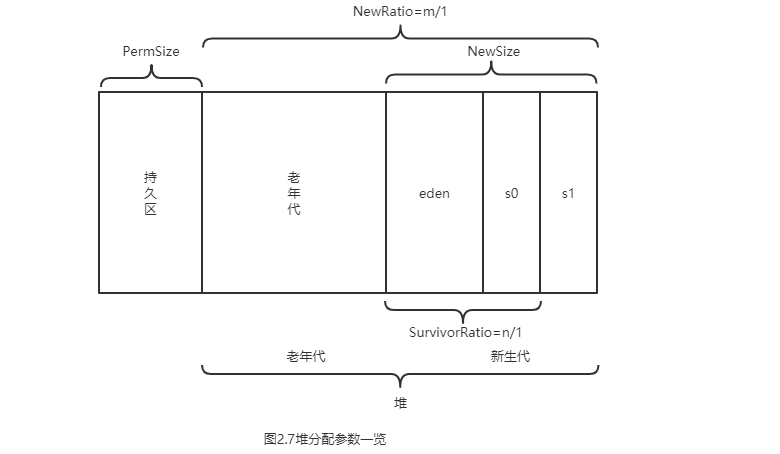 NewRatio=m/1
PermSize
NewSize
持
久
区
老
年
代
eden
s0
s1
SurvivorRatio=n/1
老年代
新生代
堆
图2.7堆分配参数一览